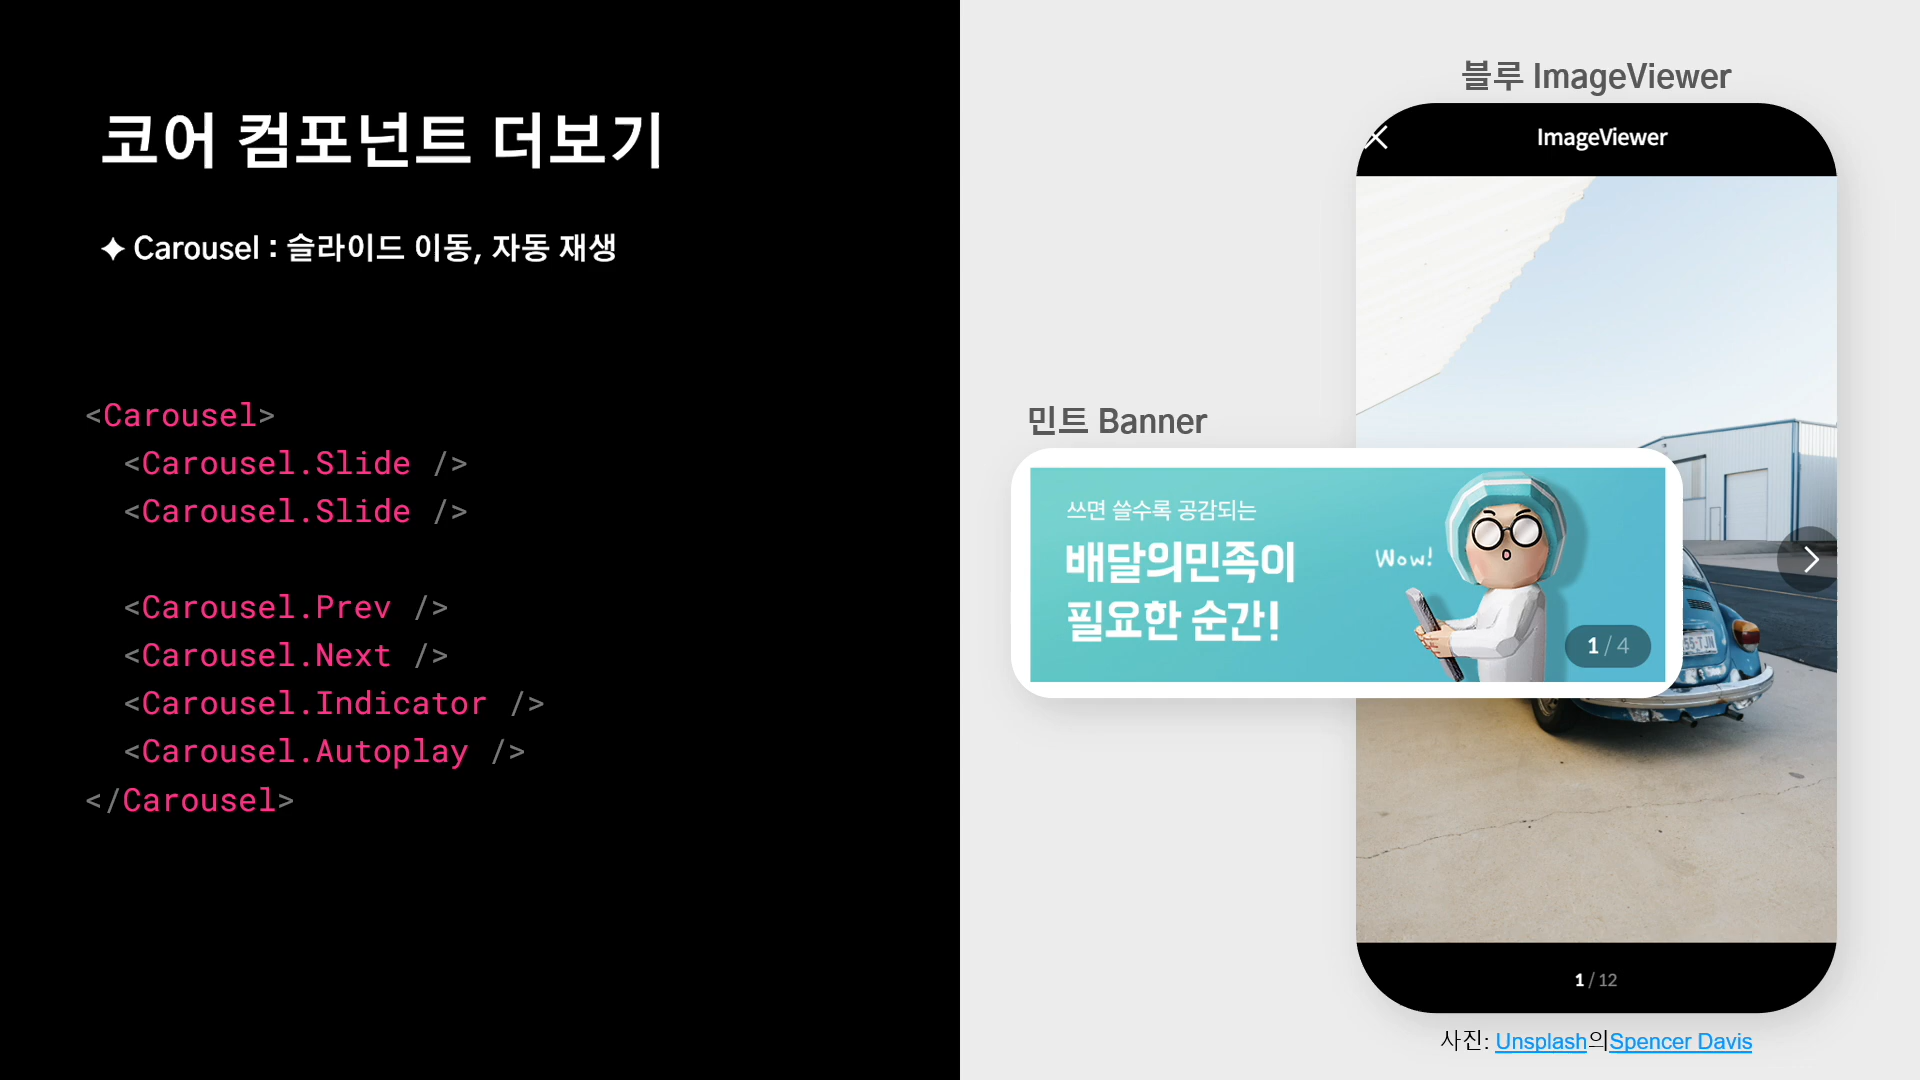 코어 컴포넌트 더보기
✦ Carousel : 슬라이드 이동, 자동 재생
<Carousel>
<Carousel.Slide />
<Carousel.Slide />
<Carousel.Prev />
<Carousel.Next />
<Carousel.Indicator />
<Carousel.Autoplay />
</Carousel>
블루 ImageViewer
ImageViewer
민트 Banner
쓰면 쓸수록 공감되는
배달의민족이
필요한 순간!
Wow!
1 / 4
1 / 12
사진: Unsplash의Spencer Davis